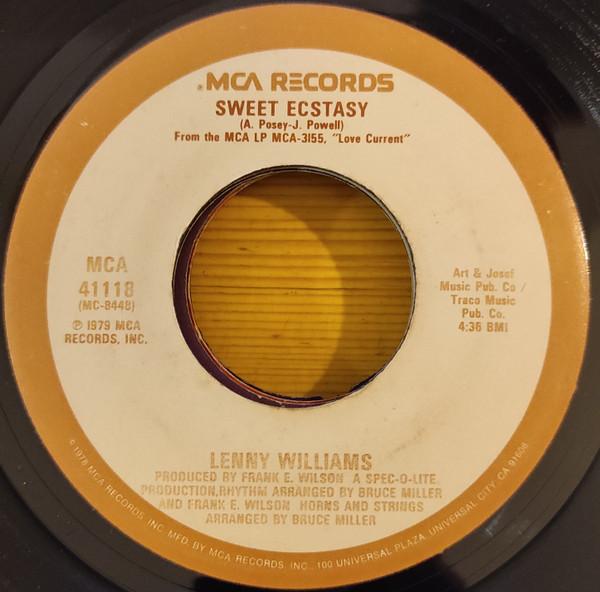 MCA RECORDS
SWEET ECSTASY
(A. Posey-J. Powell)
From the MCA LP MCA-3155, "Love Current"
MCA
41118
(MC-8448)
℗ 1979 MCA
RECORDS, INC.
Art & Josef
Music Pub. Co /
Traco Music
Pub. Co.
4:36 BMI
LENNY WILLIAMS
PRODUCED BY FRANK E. WILSON A SPEC-O-LITE
PRODUCTION,RHYTHM ARRANGED BY BRUCE MILLER
AND FRANK E. WILSON HORNS AND STRINGS
ARRANGED BY BRUCE MILLER
© 1978 MCA RECORDS, INC. MFD. BY MCA RECORDS, INC., 100 UNIVERSAL PLAZA, UNIVERSAL CITY, CA 91608